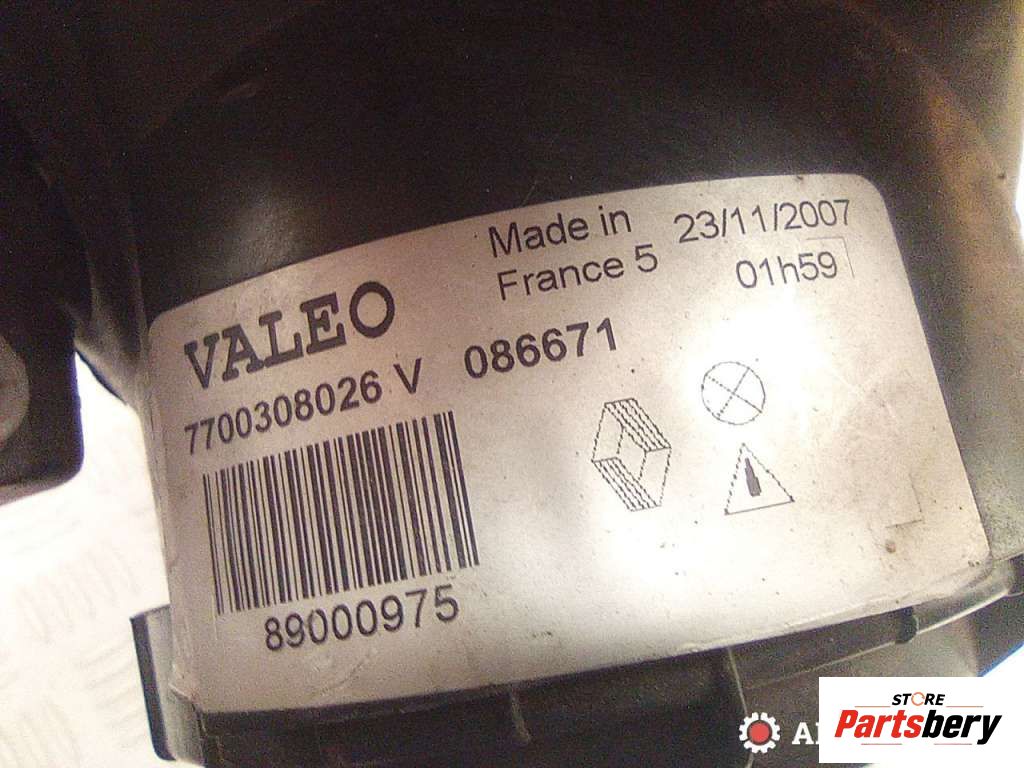 Made in
France 5
23/11/2007
01h59
VALEO
7700308026 V 086671
89000975
STORE
Partsbery